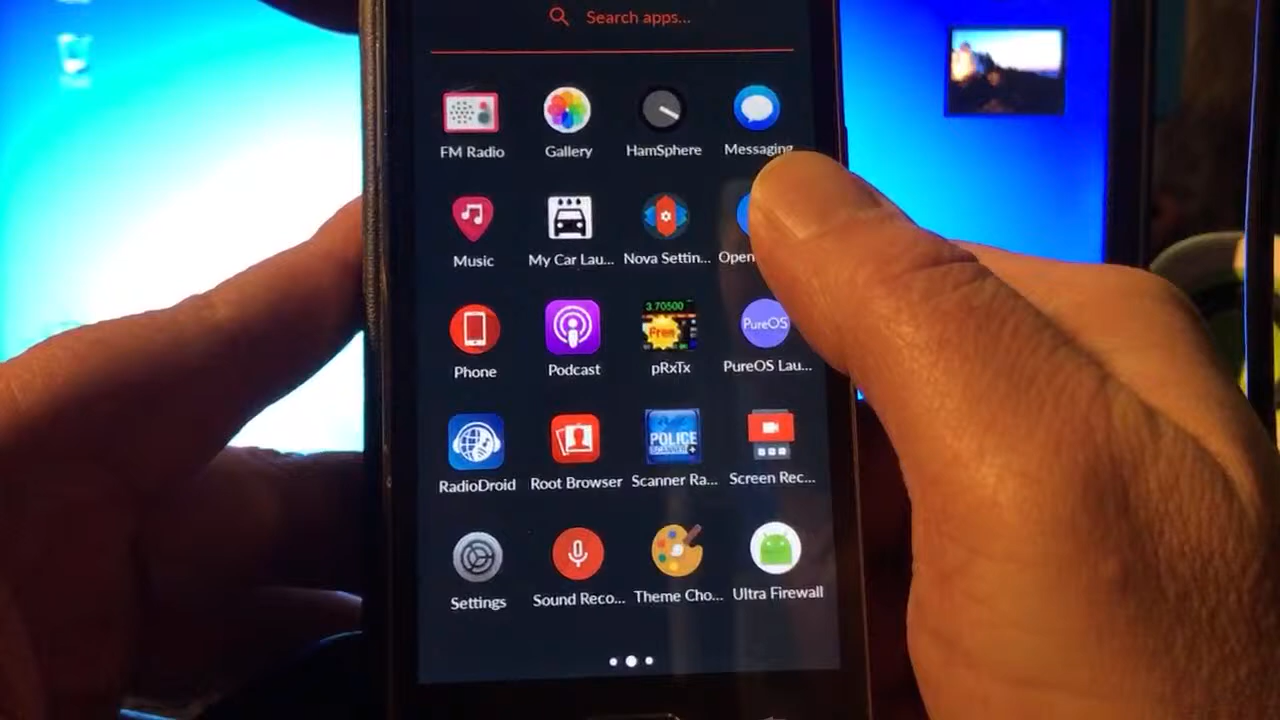 Search apps...
FM Radio Gallery HamSphere Messaging
Music My Car Lau... Nova Settin... Open
3.70500
Free
PureOS
Phone Podcast pRxTx PureOS Lau...
POLICE
SCANNER+
RadioDroid Root Browser Scanner Ra... Screen Rec...
Settings Sound Reco... Theme Cho... Ultra Firewall